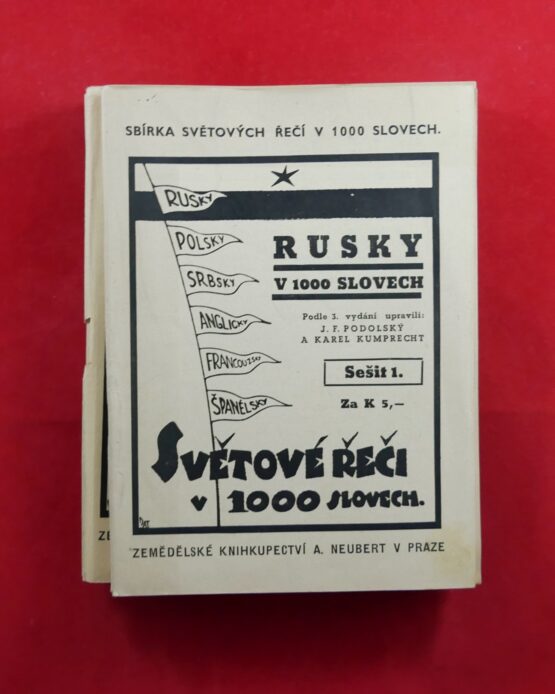 SBÍRKA SVĚTOVÝCH ŘEČÍ V 1000 SLOVECH.
RUSKY
POLSKY
SRBSKY
ANGLICKY
FRANCOUZSKY
ŠPANĚLSKY
RUSKY
V 1000 SLOVECH
Podle 3. vydání upravili:
J. F. PODOLSKÝ
A KAREL KUMPRECHT
Sešit 1.
Za K 5,—
SVĚTOVÉ ŘEČI
V 1000 SLOVECH.
ZEMĚDĚLSKÉ KNIHKUPECTVÍ A. NEUBERT V PRAZE
ZE